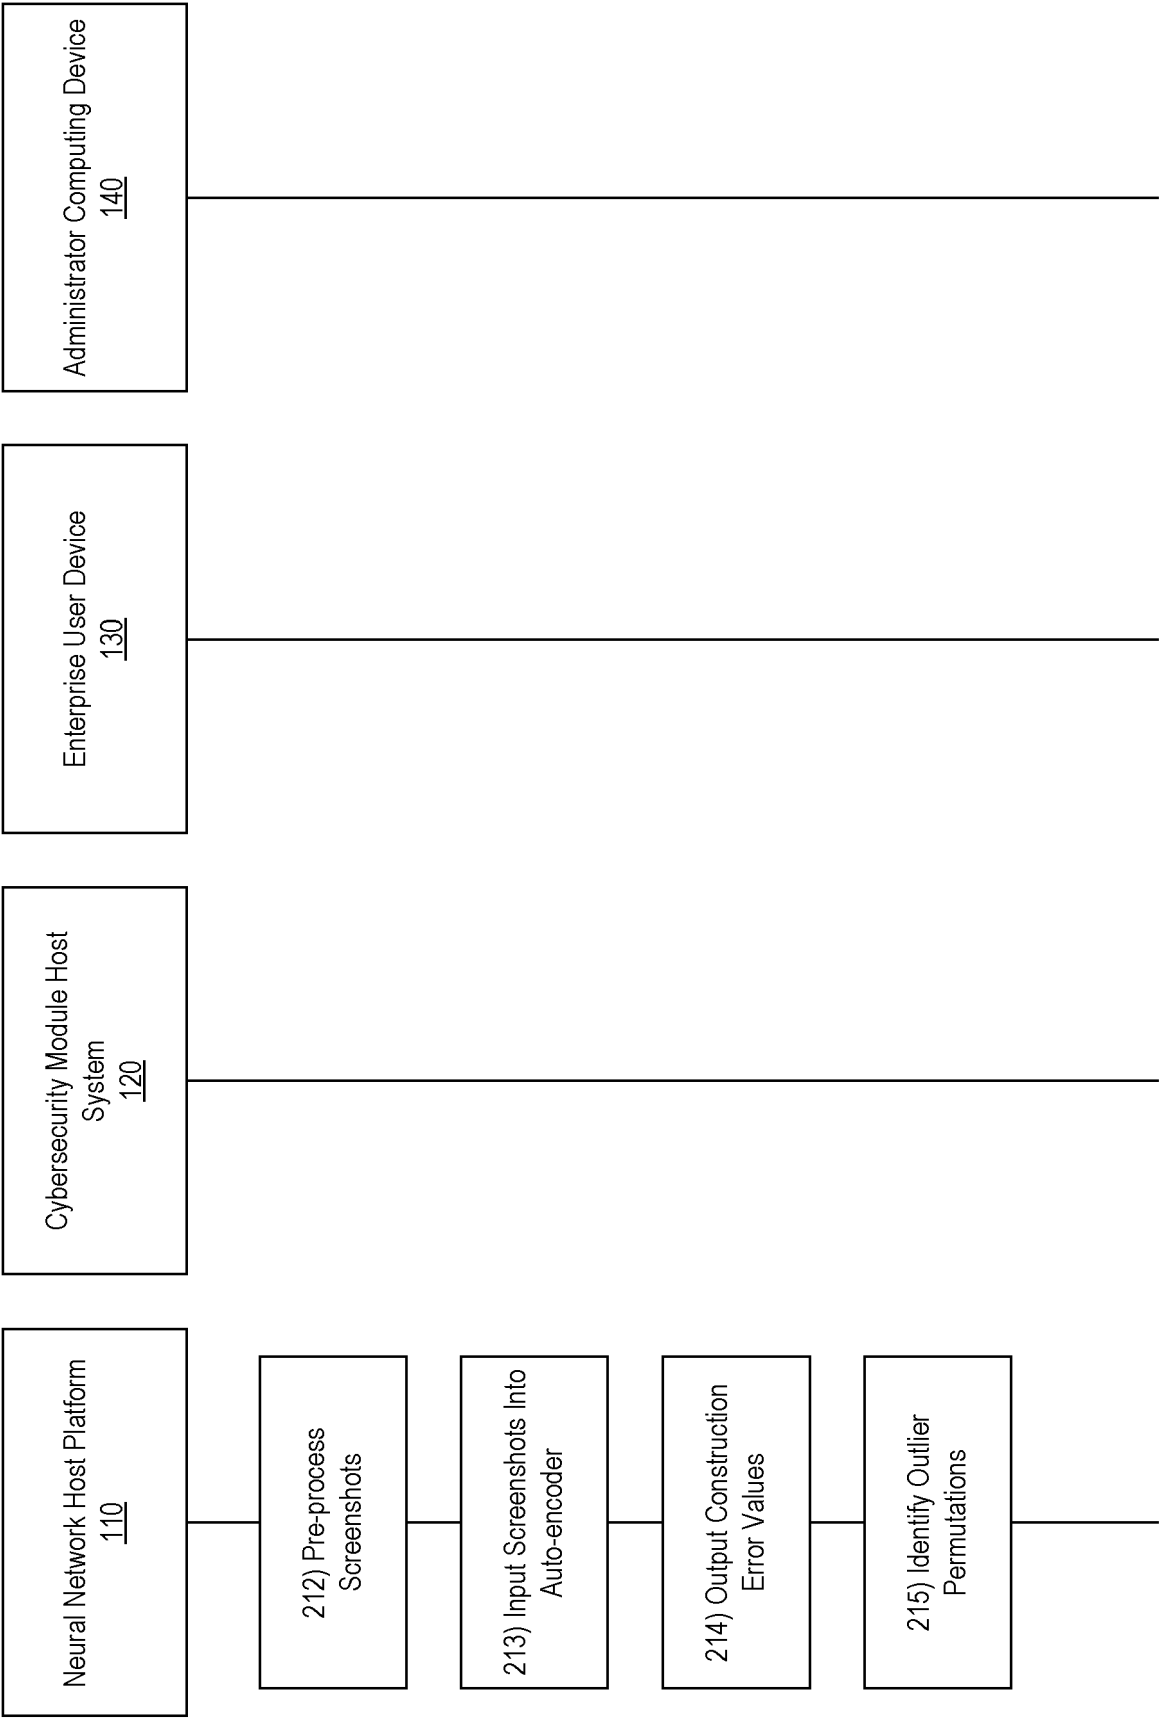 Neural Network Host Platform
110
Cybersecurity Module Host
System
120
Enterprise User Device
130
Administrator Computing Device
140
212) Pre-process
Screenshots
213) Input Screenshots Into
Auto-encoder
214) Output Construction
Error Values
215) Identify Outlier
Permutations